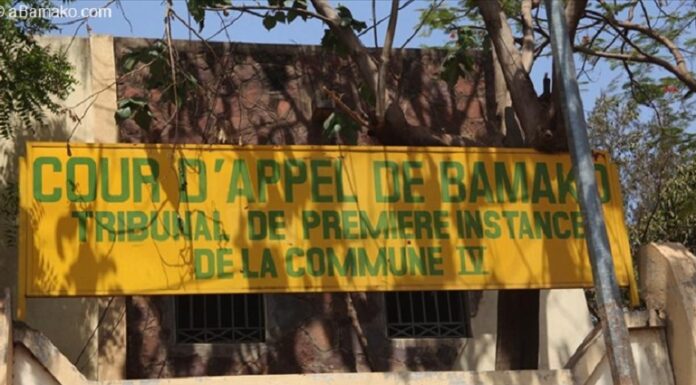 © aBamako.com
COUR D'APPEL DE BAMAKO
TRIBUNAL DE PREMIERE INSTANCE
DE LA COMMUNE IV